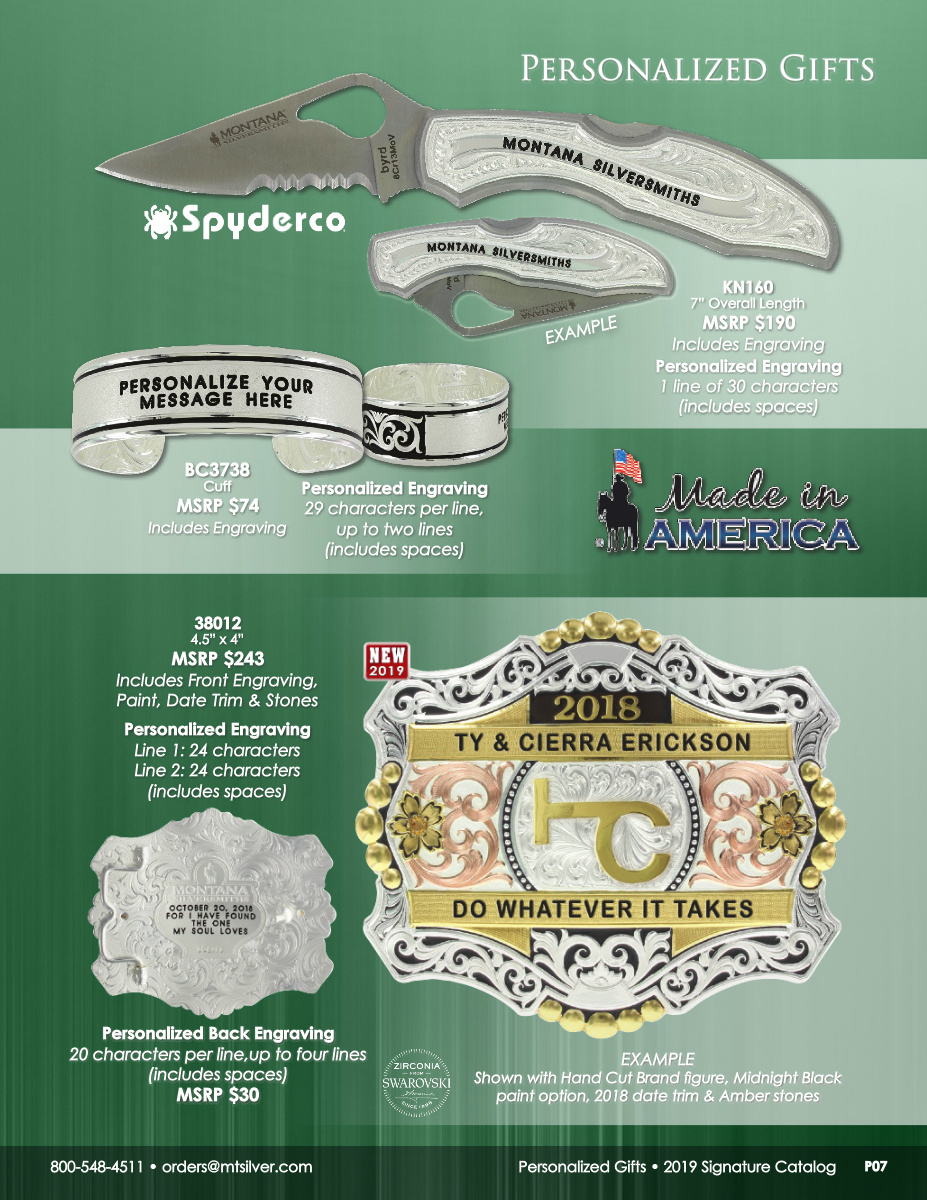 PERSONALIZED GIFTS
MONTANA
SILVERSMITHS
byrd
8Cr13MoV
MONTANA SILVERSMITHS
Spyderco
MONTANA SILVERSMITHS
MONTANA
EXAMPLE
KN160
7" Overall Length
MSRP $190
Includes Engraving
Personalized Engraving
1 line of 30 characters
(includes spaces)
PERSONALIZE YOUR
MESSAGE HERE
BC3738
Cuff
MSRP $74
Includes Engraving
Personalized Engraving
29 characters per line,
up to two lines
(includes spaces)
Made in
AMERICA
38012
4.5" x 4"
MSRP $243
Includes Front Engraving,
Paint, Date Trim & Stones
Personalized Engraving
Line 1: 24 characters
Line 2: 24 characters
(includes spaces)
NEW
2019
2018
TY & CIERRA ERICKSON
TC
DO WHATEVER IT TAKES
MONTANA
SILVERSMITHS
OCTOBER 20, 2018
FOR I HAVE FOUND
THE ONE
MY SOUL LOVES
Personalized Back Engraving
20 characters per line,up to four lines
(includes spaces)
MSRP $30
ZIRCONIA
FROM
SWAROVSKI
SINCE 1895
EXAMPLE
Shown with Hand Cut Brand figure, Midnight Black
paint option, 2018 date trim & Amber stones
800-548-4511 • orders@mtsilver.com
Personalized Gifts • 2019 Signature Catalog P07